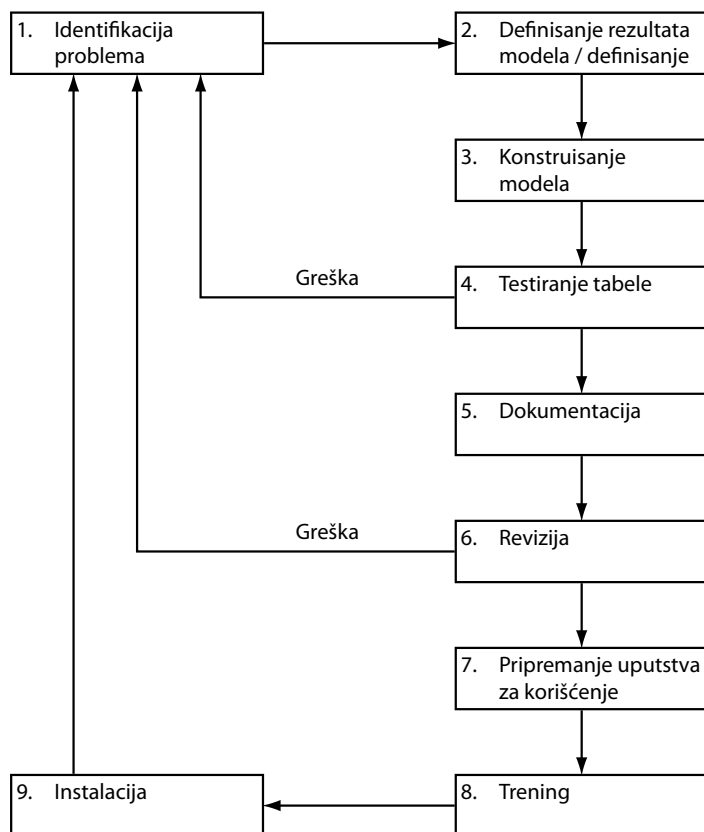 1. Identifikacija
problema
2. Definisanje rezultata
modela / definisanje
3. Konstruisanje
modela
Greška
4. Testiranje tabele
5. Dokumentacija
Greška
6. Revizija
7. Pripremanje uputstva
za korišćenje
8. Trening
9. Instalacija